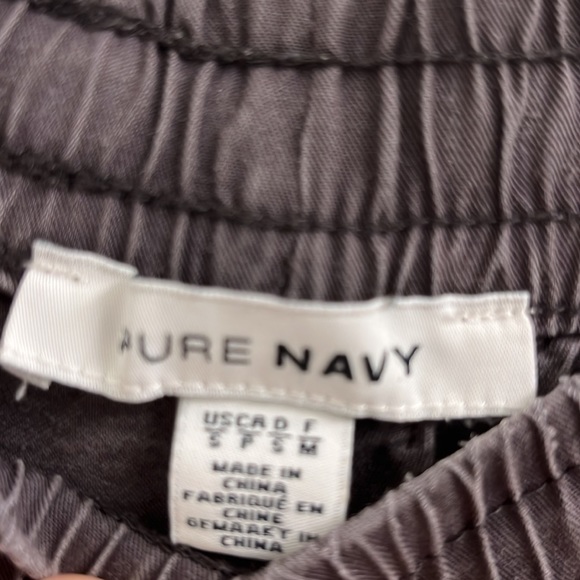 PURE NAVY
US CA D F
S P S M
MADE IN
CHINA
FABRIQUÉ EN
CHINE
GEMAAKT IN
CHINA